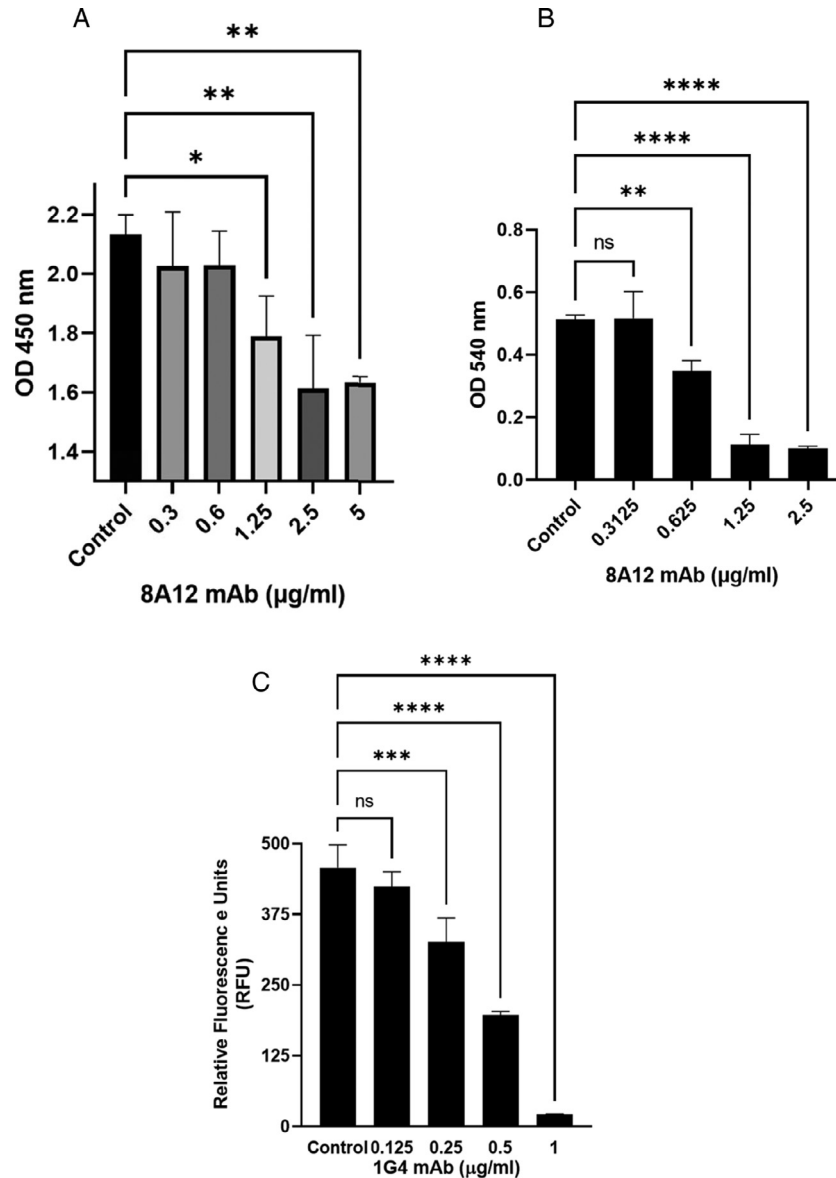 A
**
**
*
OD 450 nm
2.2
2.0
1.8
1.6
1.4
Control
0.3
0.6
1.25
2.5
5
8A12 mAb (µg/ml)
B
****
****
**
ns
OD 540 nm
0.8
0.6
0.4
0.2
0.0
Control
0.3125
0.625
1.25
2.5
8A12 mAb (µg/ml)
C
****
****
***
ns
Relative Fluorescenc e Units
(RFU)
500
375
250
125
0
Control 0.125 0.25 0.5 1
1G4 mAb (µg/ml)